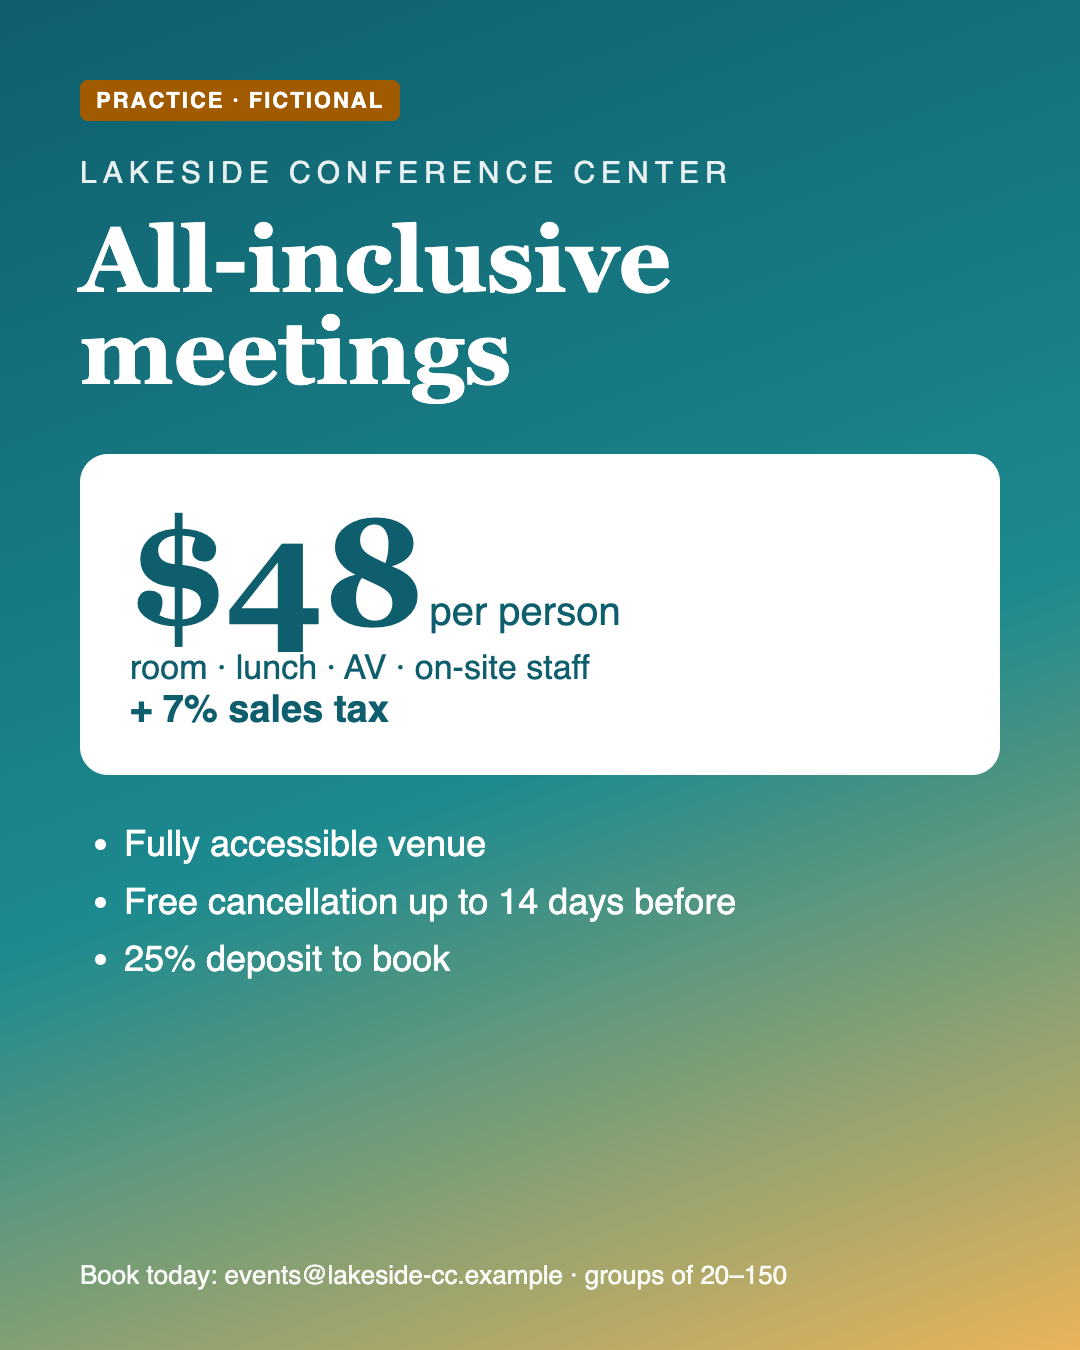 PRACTICE · FICTIONAL
LAKESIDE CONFERENCE CENTER
All-inclusive
meetings
$48 per person
room · lunch · AV · on-site staff
+ 7% sales tax
• Fully accessible venue
• Free cancellation up to 14 days before
• 25% deposit to book
Book today: events@lakeside-cc.example · groups of 20–150